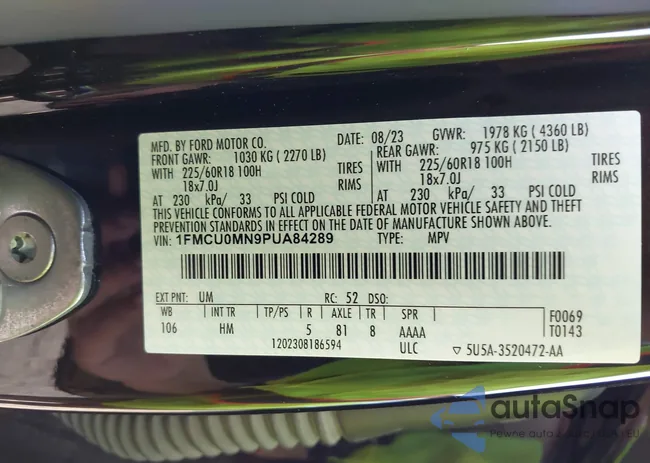 MFD. BY FORD MOTOR CO. DATE: 08/23 GVWR: 1978 KG ( 4360 LB)
FRONT GAWR: 1030 KG ( 2270 LB) REAR GAWR: 975 KG ( 2150 LB)
WITH 225/60R18 100H TIRES WITH 225/60R18 100H TIRES
18x7.0J RIMS 18x7.0J RIMS
AT 230 kPa/ 33 PSI COLD AT 230 kPa/ 33 PSI COLD
THIS VEHICLE CONFORMS TO ALL APPLICABLE FEDERAL MOTOR VEHICLE SAFETY AND THEFT
PREVENTION STANDARDS IN EFFECT ON THE DATE OF MANUFACTURE SHOWN ABOVE.
VIN: 1FMCU0MN9PUA84289 TYPE: MPV
EXT PNT: UM RC: 52 DSO:
WB INT TR TP/PS R AXLE TR SPR F0069
106 HM 5 81 8 AAAA T0143
1202308186594 ULC ▽ 5U5A-3520472-AA
autoSnap